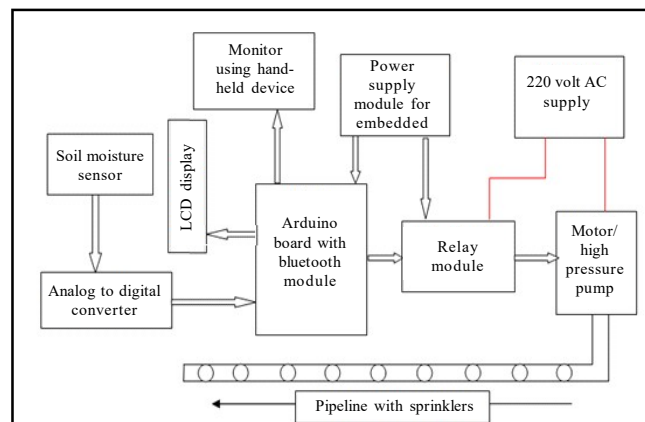 Monitor
using hand-
held device
Power
supply module for
embedded
220 volt AC
supply
Soil moisture
sensor
LCD display
Arduino
board with
bluetooth
module
Relay
module
Motor/
high
pressure
pump
Analog to digital
converter
Pipeline with sprinklers